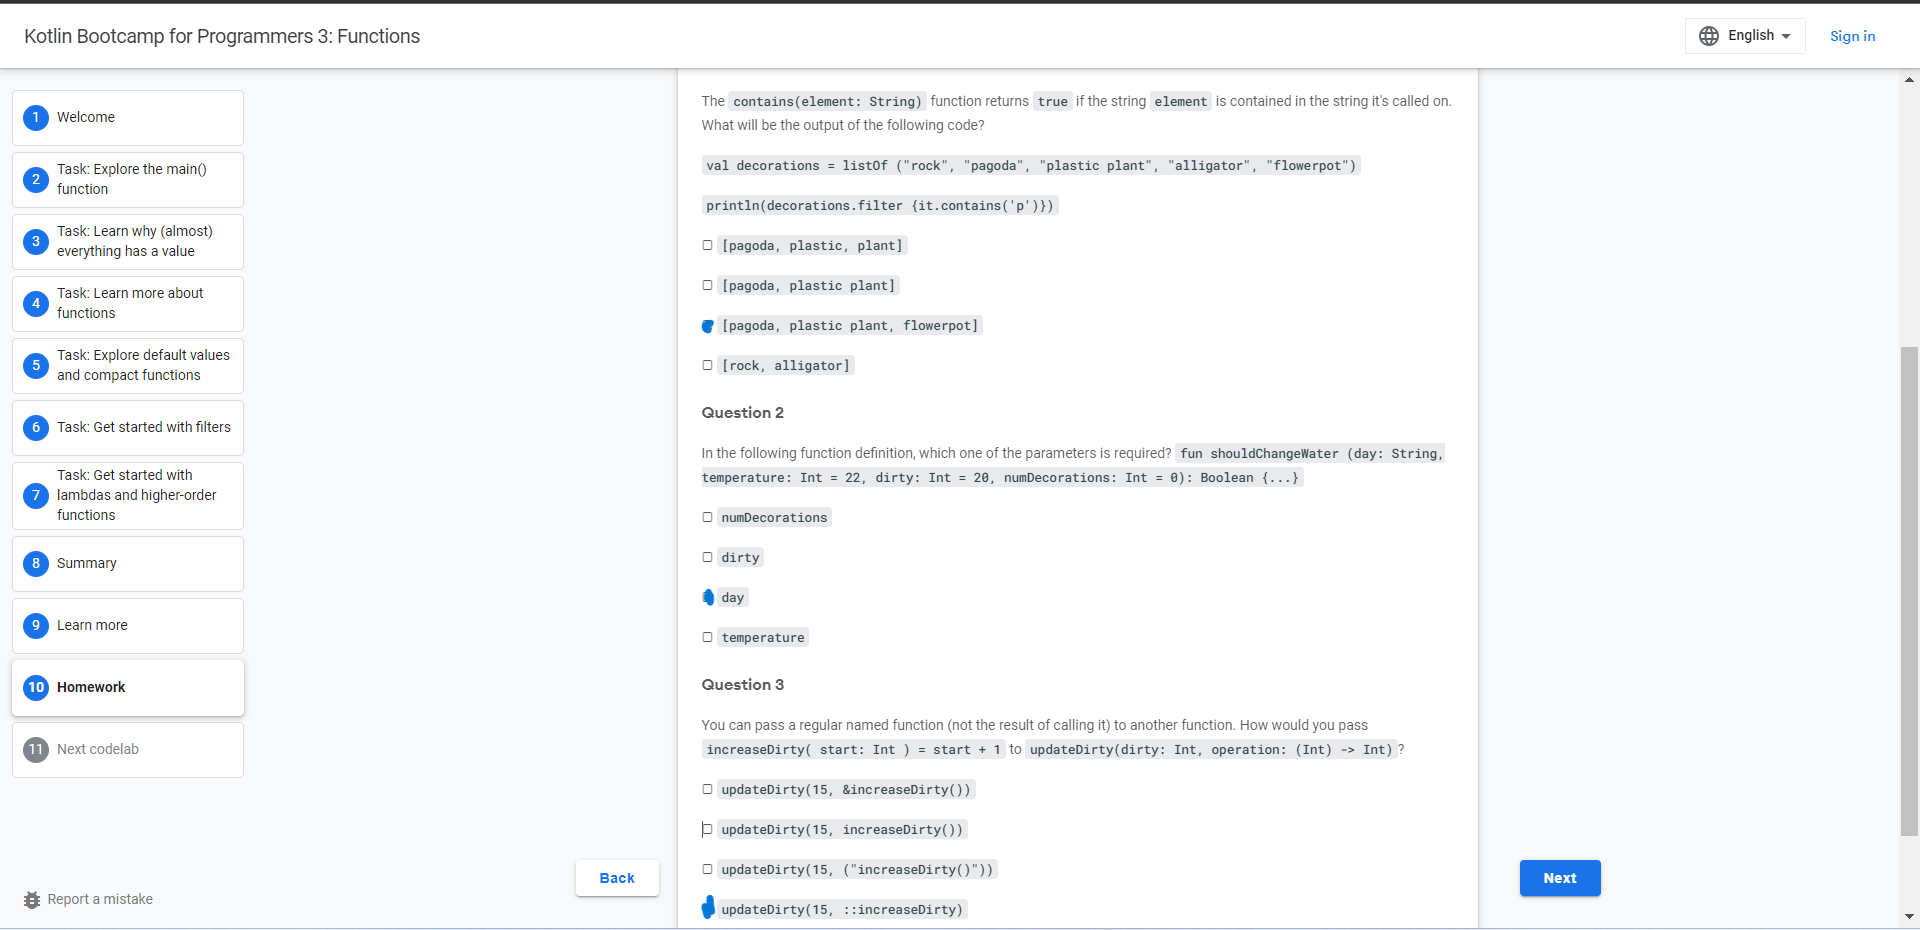 Kotlin Bootcamp for Programmers 3: Functions
English
Sign in
1 Welcome
2 Task: Explore the main()
function
3 Task: Learn why (almost)
everything has a value
4 Task: Learn more about
functions
5 Task: Explore default values
and compact functions
6 Task: Get started with filters
7 Task: Get started with
lambdas and higher-order
functions
8 Summary
9 Learn more
10 Homework
11 Next codelab
Report a mistake
The contains(element: String) function returns true if the string element is contained in the string it's called on.
What will be the output of the following code?
val decorations = listOf ("rock", "pagoda", "plastic plant", "alligator", "flowerpot")
println(decorations.filter {it.contains('p')})
[pagoda, plastic, plant]
[pagoda, plastic plant]
[pagoda, plastic plant, flowerpot]
[rock, alligator]
Question 2
In the following function definition, which one of the parameters is required? fun shouldChangeWater (day: String,
temperature: Int = 22, dirty: Int = 20, numDecorations: Int = 0): Boolean {...}
numDecorations
dirty
day
temperature
Question 3
You can pass a regular named function (not the result of calling it) to another function. How would you pass
increaseDirty( start: Int ) = start + 1 to updateDirty(dirty: Int, operation: (Int) -> Int) ?
updateDirty(15, &increaseDirty())
updateDirty(15, increaseDirty())
updateDirty(15, ("increaseDirty()"))
updateDirty(15, ::increaseDirty)
Back
Next